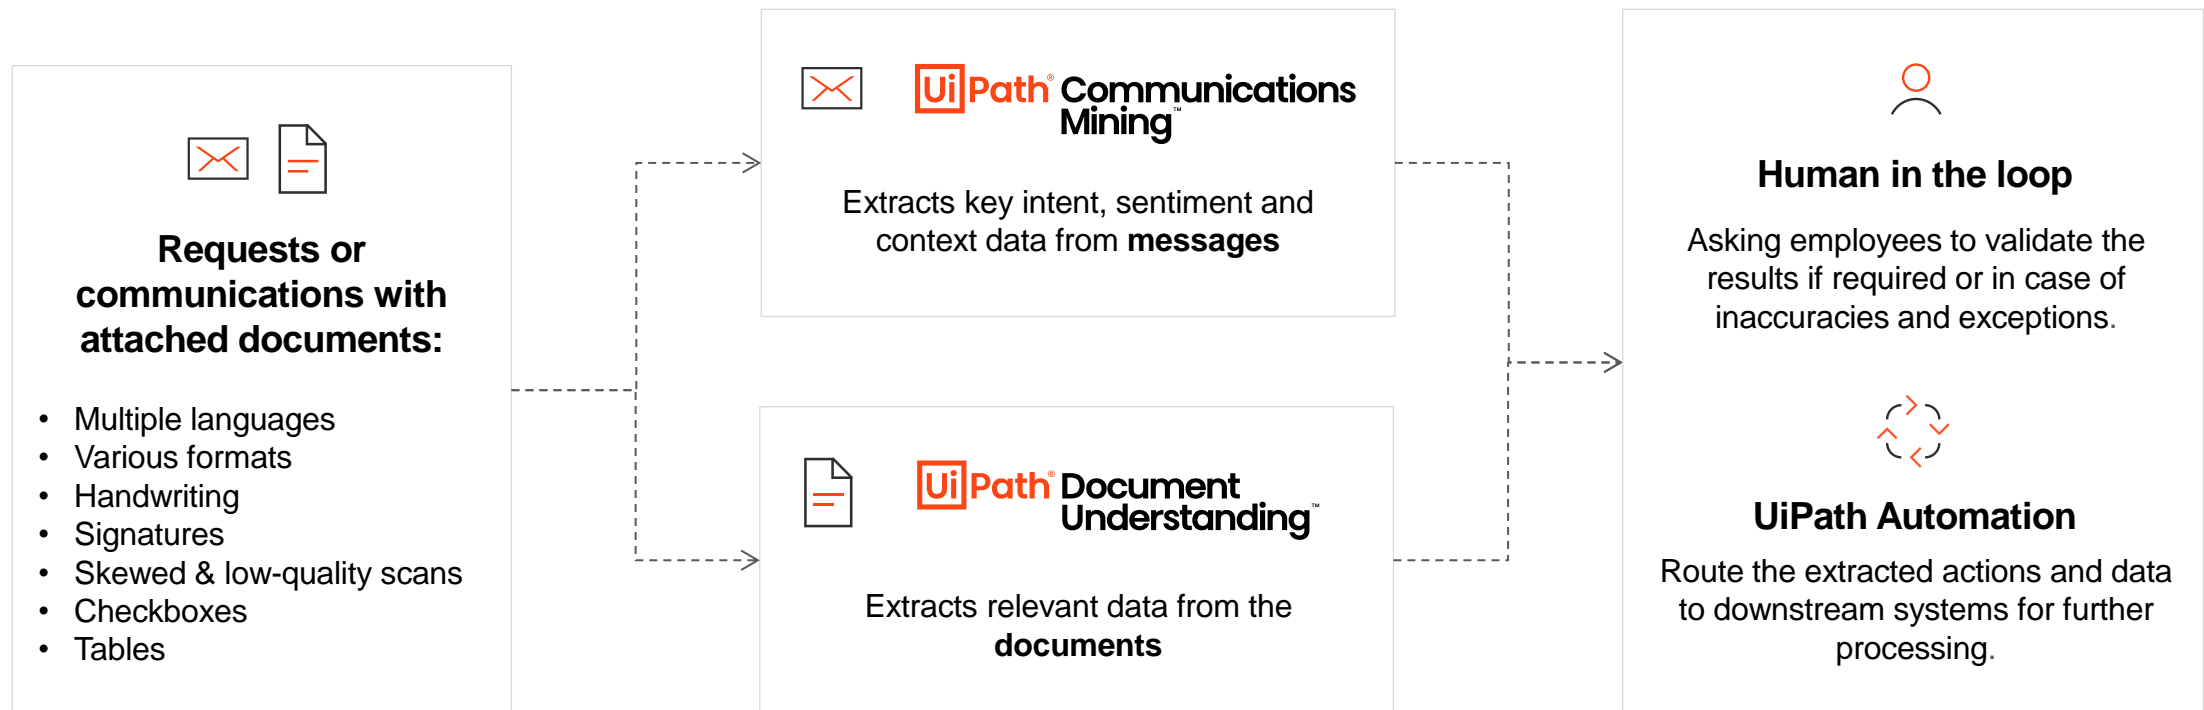 Requests or
communications with
attached documents:
• Multiple languages
• Various formats
• Handwriting
• Signatures
• Skewed & low-quality scans
• Checkboxes
• Tables
UiPath® Communications
Mining™
Extracts key intent, sentiment and
context data from messages
UiPath® Document
Understanding™
Extracts relevant data from the
documents
Human in the loop
Asking employees to validate the
results if required or in case of
inaccuracies and exceptions.
UiPath Automation
Route the extracted actions and data
to downstream systems for further
processing.